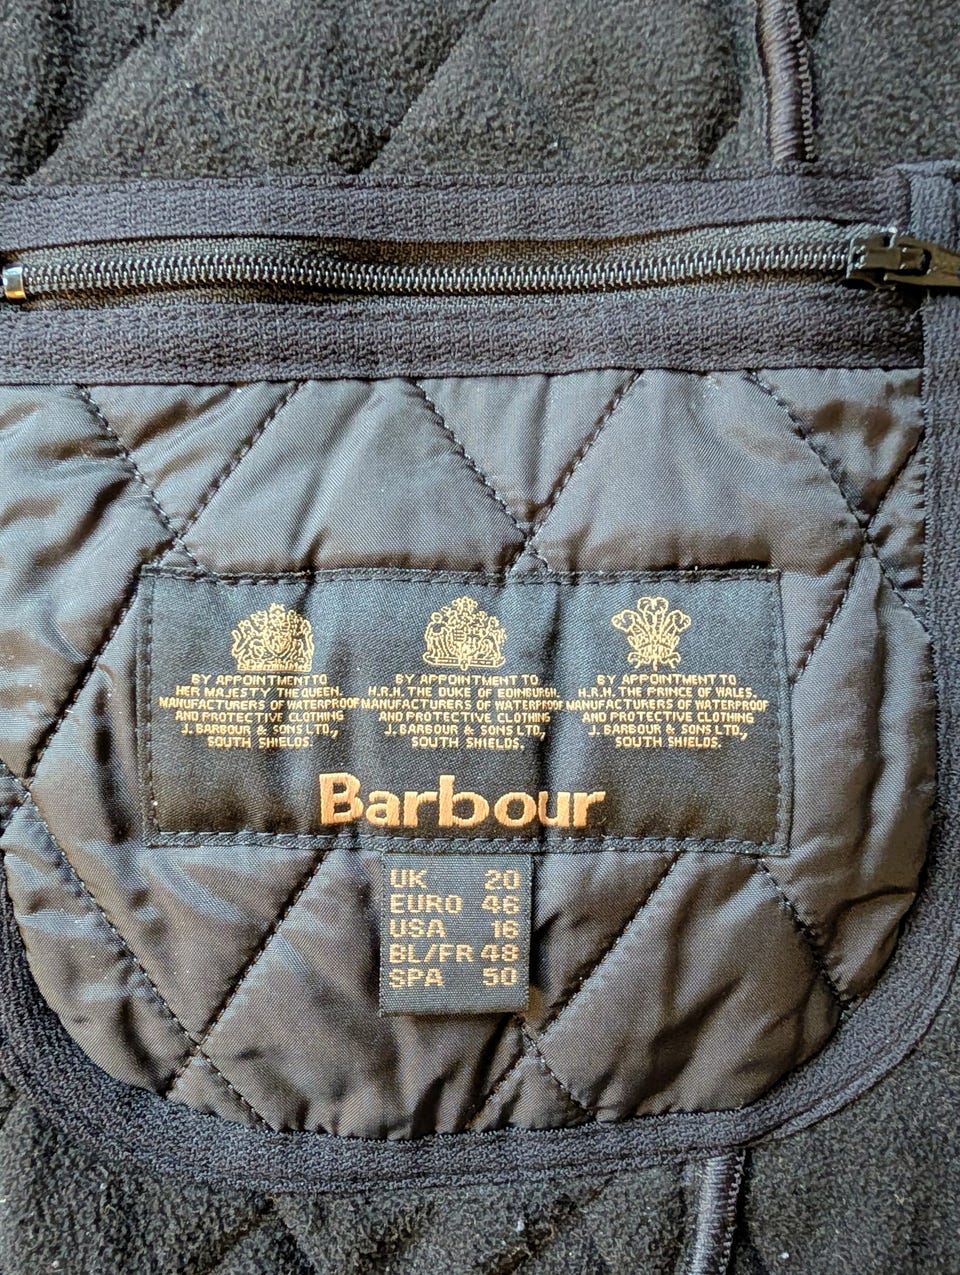 BY APPOINTMENT TO
HER MAJESTY THE QUEEN.
MANUFACTURERS OF WATERPROOF
AND PROTECTIVE CLOTHING
J. BARBOUR & SONS LTD.,
SOUTH SHIELDS.
BY APPOINTMENT TO
H.R.H. THE DUKE OF EDINBURGH.
MANUFACTURERS OF WATERPROOF
AND PROTECTIVE CLOTHING
J. BARBOUR & SONS LTD.,
SOUTH SHIELDS.
BY APPOINTMENT TO
H.R.H. THE PRINCE OF WALES.
MANUFACTURERS OF WATERPROOF
AND PROTECTIVE CLOTHING
J. BARBOUR & SONS LTD.,
SOUTH SHIELDS.
Barbour
UK 20
EURO 46
USA 16
BL/FR 48
SPA 50